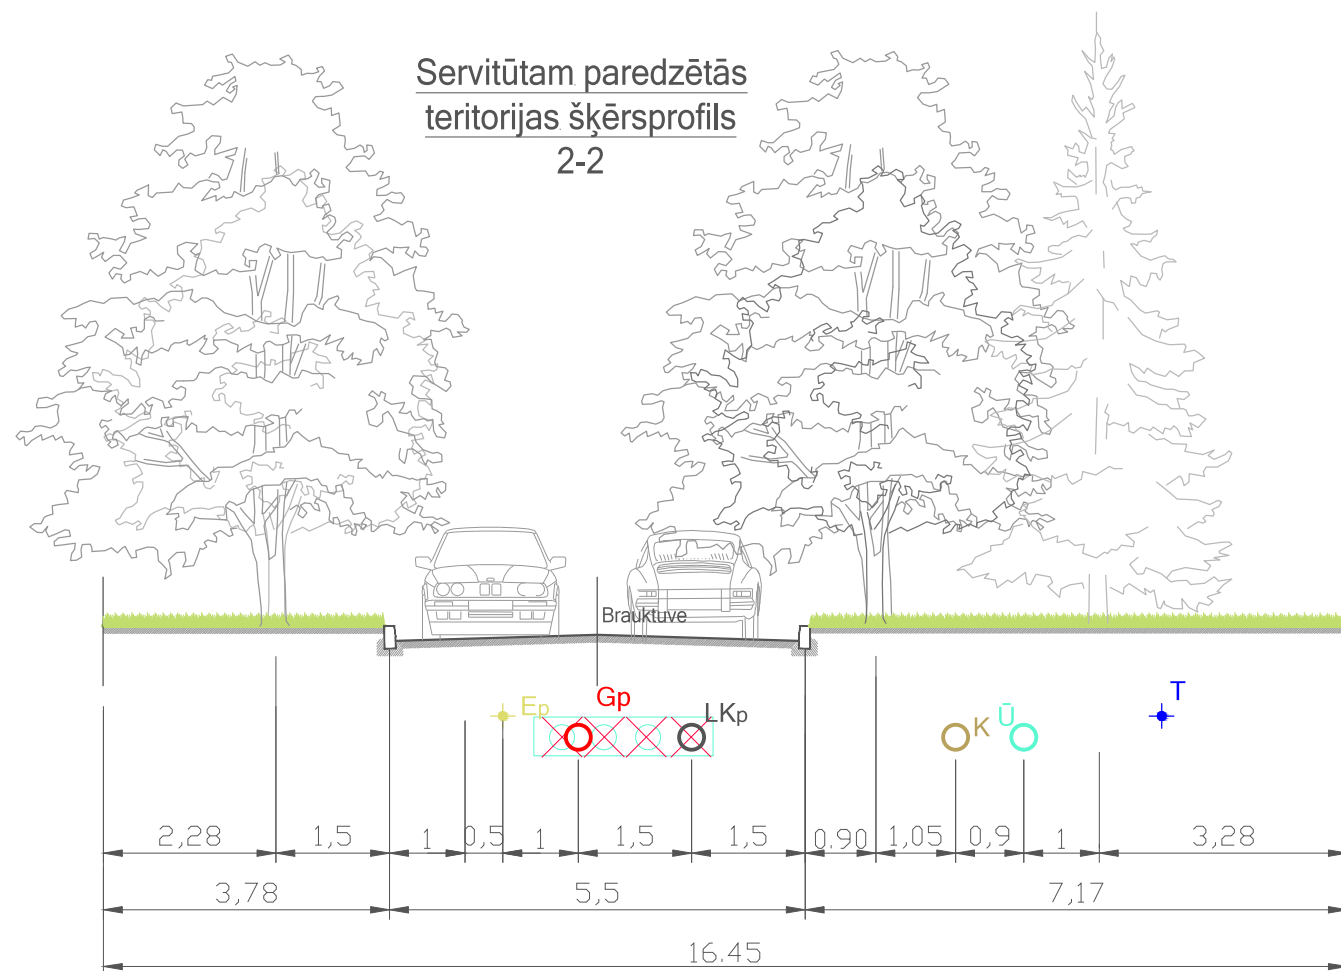 Servitūtam paredzētās
teritorijas šķērsprofils
2-2
Brauktuve
Ep
Gp
LKp
K
Ū
T
2,28
1,5
1
0,5
1
1,5
1,5
0.90
1,05
0,9
1
3,28
3,78
5,5
7,17
16.45